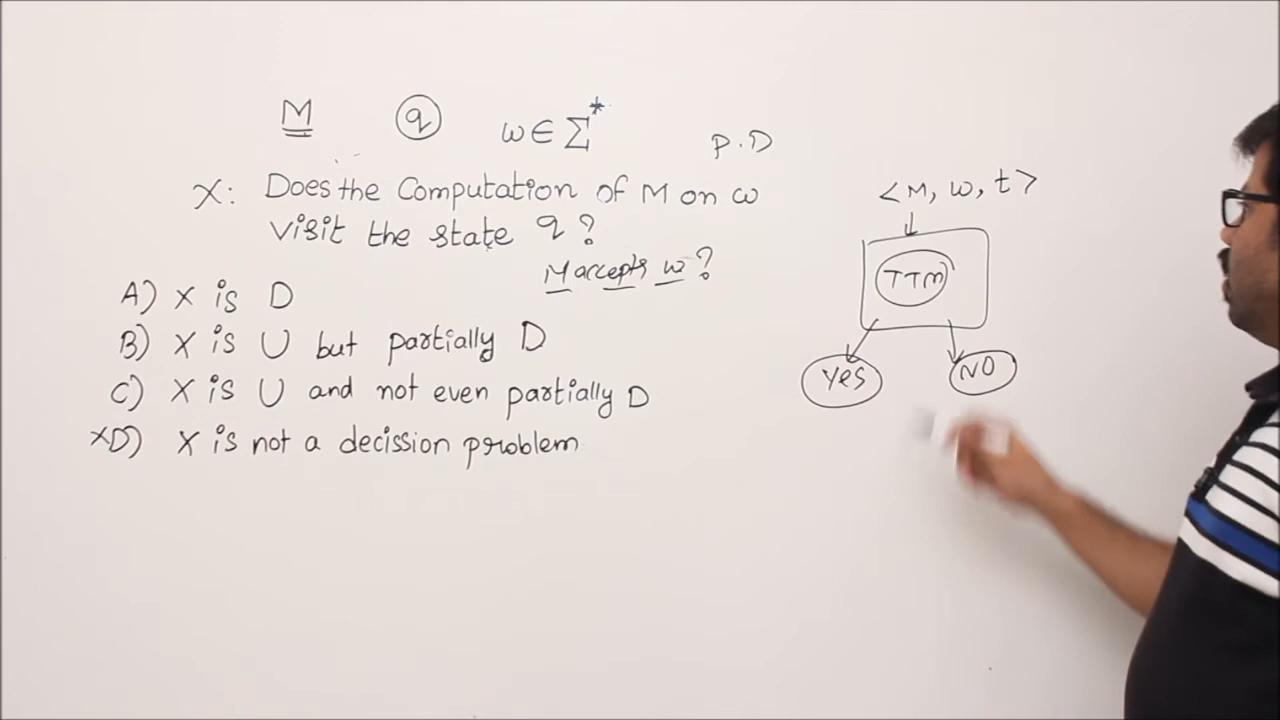 M q w ∈ Σ* P.D
X: Does the Computation of M on w
visit the state q?
M accepts w?
A) X is D
B) X is U but partially D
C) X is U and not even partially D
XD) X is not a decission problem
<M, w, t>
TTM
Yes NO